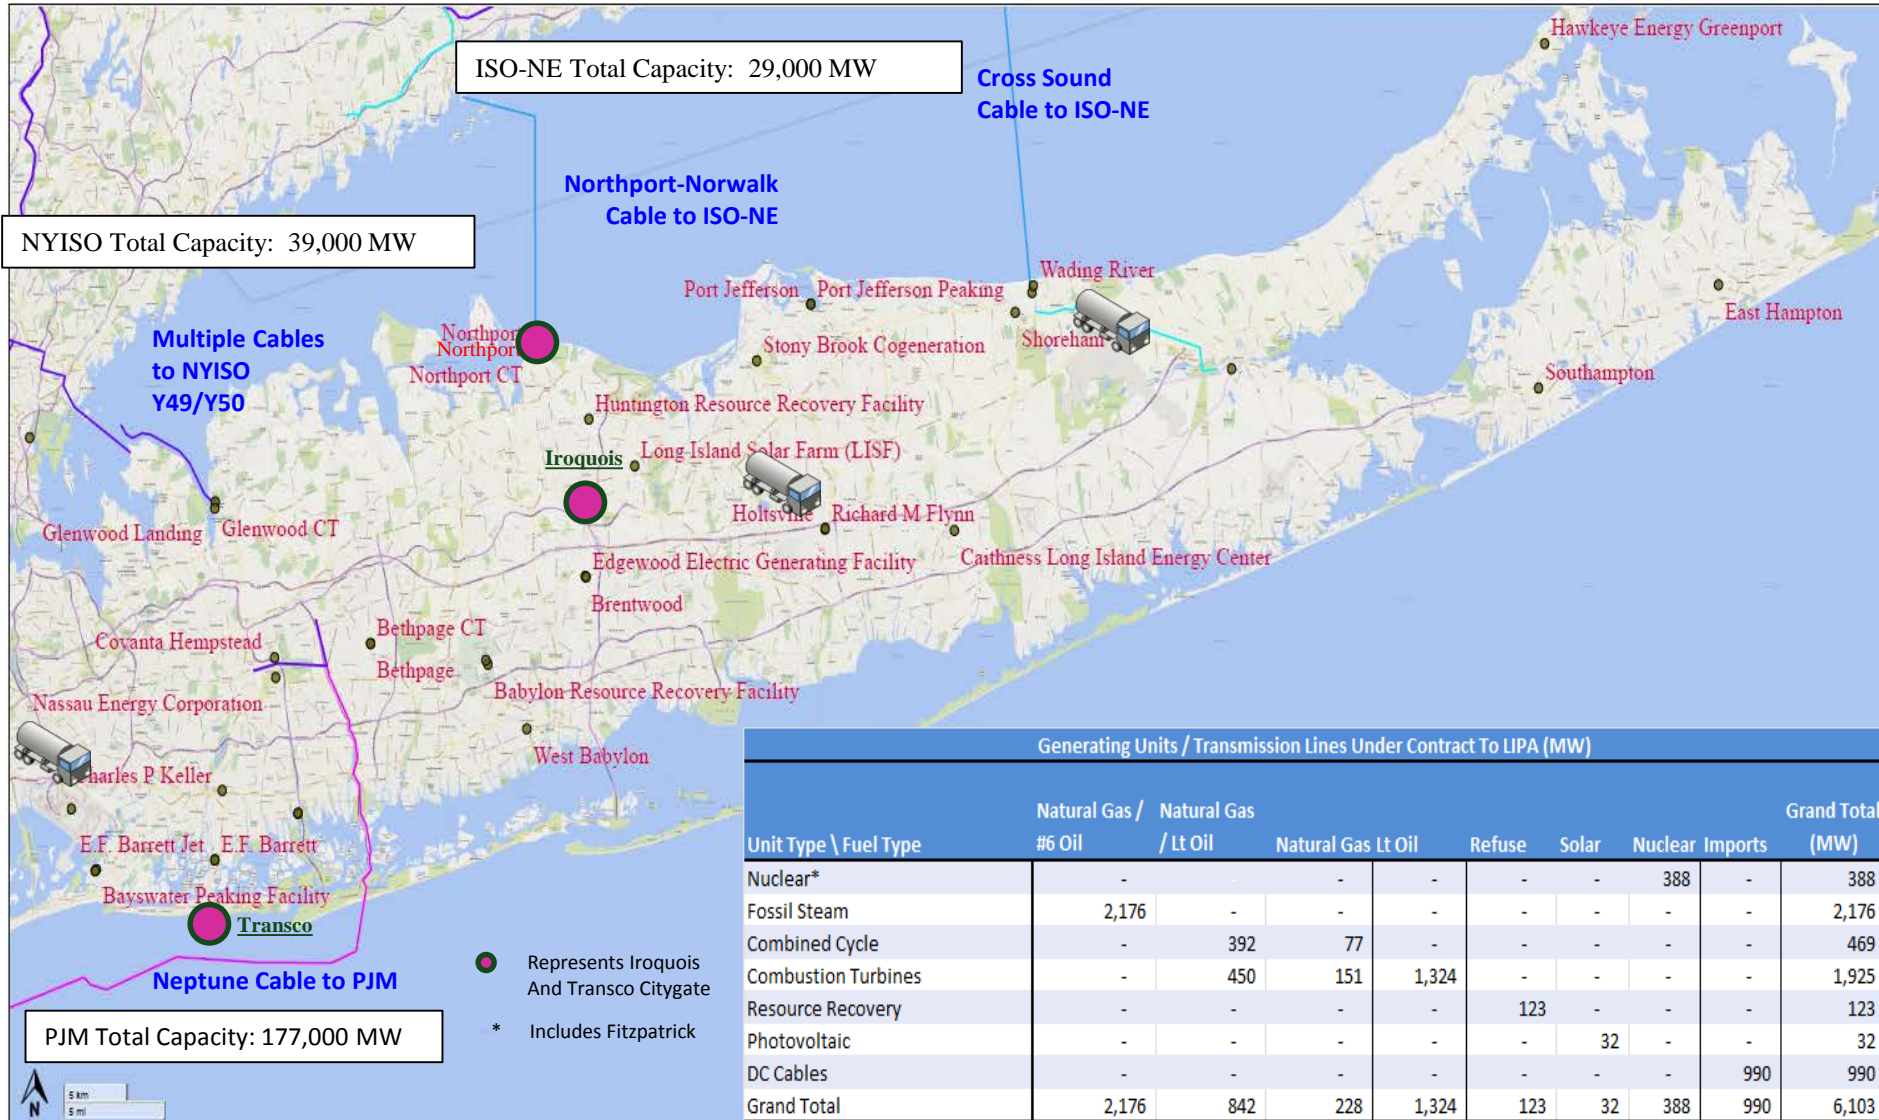 Hawkeye Energy Greenport
ISO-NE Total Capacity: 29,000 MW
Cross Sound
Cable to ISO-NE
Northport-Norwalk
Cable to ISO-NE
NYISO Total Capacity: 39,000 MW
Wading River
Port Jefferson
Port Jefferson Peaking
East Hampton
Multiple Cables
to NYISO
Y49/Y50
Northport
Northport
Northport CT
Stony Brook Cogeneration
Shoreham
Southampton
Huntington Resource Recovery Facility
Iroquois
Long Island Solar Farm (LISF)
Glenwood Landing
Glenwood CT
Holtsville
Richard M Flynn
Edgewood Electric Generating Facility
Caithness Long Island Energy Center
Brentwood
Bethpage CT
Covanta Hempstead
Bethpage
Babylon Resource Recovery Facility
Nassau Energy Corporation
West Babylon
Charles P Keller
E.F. Barrett Jet
E.F. Barrett
Bayswater Peaking Facility
Transco
Neptune Cable to PJM
PJM Total Capacity: 177,000 MW
Represents Iroquois
And Transco Citygate
* Includes Fitzpatrick
N
5 km
5 mi
Generating Units / Transmission Lines Under Contract To LIPA (MW)
Natural Gas / Natural Gas Grand Total
Unit Type \ Fuel Type #6 Oil / Lt Oil Natural Gas Lt Oil Refuse Solar Nuclear Imports (MW)
Nuclear* - - - - - - 388 - 388
Fossil Steam 2,176 - - - - - - - 2,176
Combined Cycle - 392 77 - - - - - 469
Combustion Turbines - 450 151 1,324 - - - - 1,925
Resource Recovery - - - - 123 - - - 123
Photovoltaic - - - - - 32 - - 32
DC Cables - - - - - - - 990 990
Grand Total 2,176 842 228 1,324 123 32 388 990 6,103